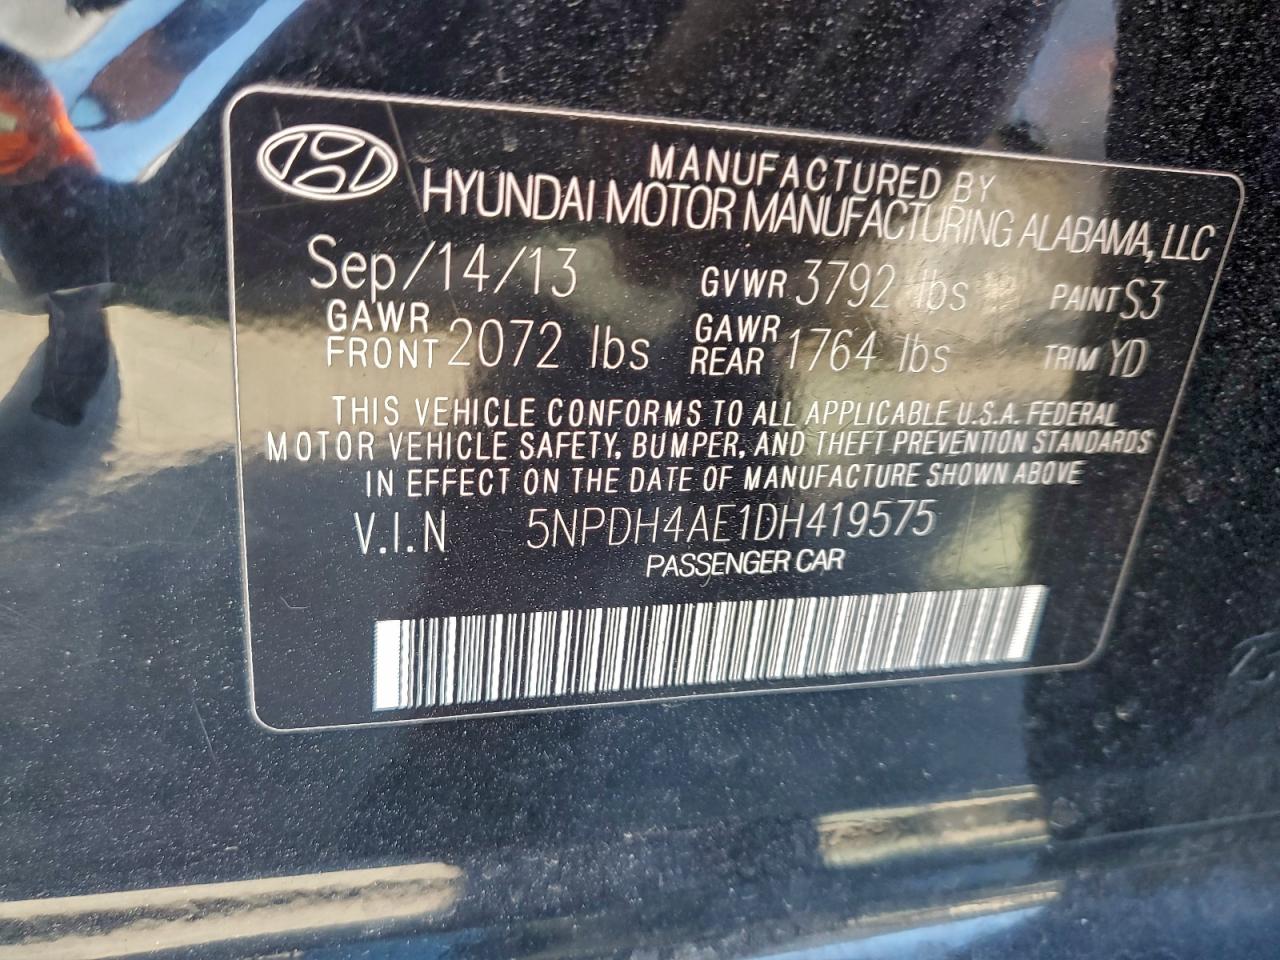 MANUFACTURED BY
HYUNDAI MOTOR MANUFACTURING ALABAMA, LLC
Sep/14/13 GVWR 3792 lbs PAINT S3
GAWR FRONT 2072 lbs GAWR REAR 1764 lbs TRIM YD
THIS VEHICLE CONFORMS TO ALL APPLICABLE U.S.A. FEDERAL
MOTOR VEHICLE SAFETY, BUMPER, AND THEFT PREVENTION STANDARDS
IN EFFECT ON THE DATE OF MANUFACTURE SHOWN ABOVE
V.I.N 5NPDH4AE1DH419575
PASSENGER CAR